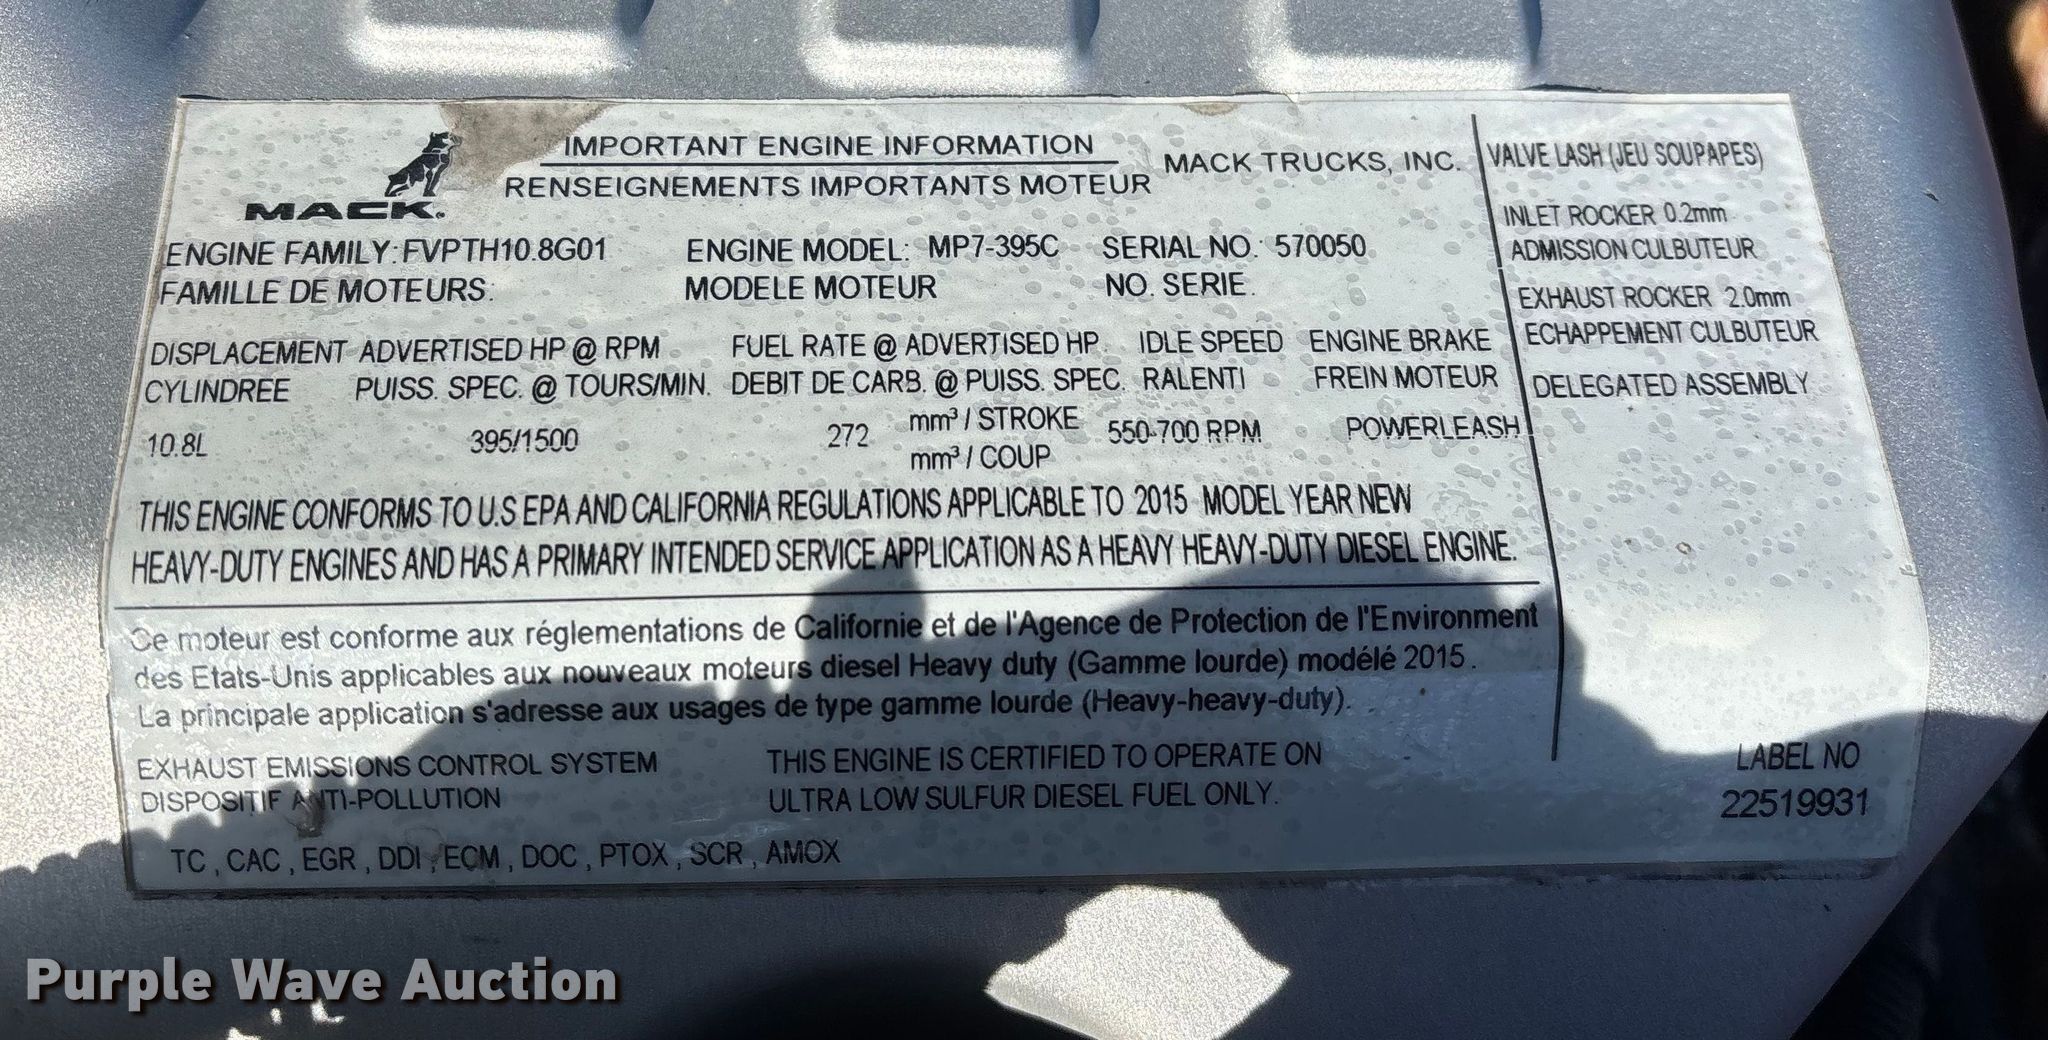 MACK.
IMPORTANT ENGINE INFORMATION
RENSEIGNEMENTS IMPORTANTS MOTEUR
MACK TRUCKS, INC.
ENGINE FAMILY: FVPTH10.8G01 ENGINE MODEL: MP7-395C SERIAL NO: 570050
FAMILLE DE MOTEURS: MODELE MOTEUR NO. SERIE.
DISPLACEMENT ADVERTISED HP @ RPM FUEL RATE @ ADVERTISED HP. IDLE SPEED ENGINE BRAKE
CYLINDREE PUISS. SPEC. @ TOURS/MIN. DEBIT DE CARB. @ PUISS. SPEC. RALENTI FREIN MOTEUR
10.8L 395/1500 272 mm³ / STROKE 550-700 RPM POWERLEASH
mm³ / COUP
THIS ENGINE CONFORMS TO U.S EPA AND CALIFORNIA REGULATIONS APPLICABLE TO 2015 MODEL YEAR NEW
HEAVY-DUTY ENGINES AND HAS A PRIMARY INTENDED SERVICE APPLICATION AS A HEAVY HEAVY-DUTY DIESEL ENGINE.
Ce moteur est conforme aux réglementations de Californie et de l'Agence de Protection de l'Environment
des Etats-Unis applicables aux nouveaux moteurs diesel Heavy duty (Gamme lourde) modélé 2015.
La principale application s'adresse aux usages de type gamme lourde (Heavy-heavy-duty).
EXHAUST EMISSIONS CONTROL SYSTEM
DISPOSITIF ANTI-POLLUTION
THIS ENGINE IS CERTIFIED TO OPERATE ON
ULTRA LOW SULFUR DIESEL FUEL ONLY.
TC , CAC , EGR , DDI , ECM , DOC , PTOX , SCR , AMOX
VALVE LASH (JEU SOUPAPES)
INLET ROCKER 0.2mm
ADMISSION CULBUTEUR
EXHAUST ROCKER 2.0mm
ECHAPPEMENT CULBUTEUR
DELEGATED ASSEMBLY
LABEL NO
22519931
Purple Wave Auction